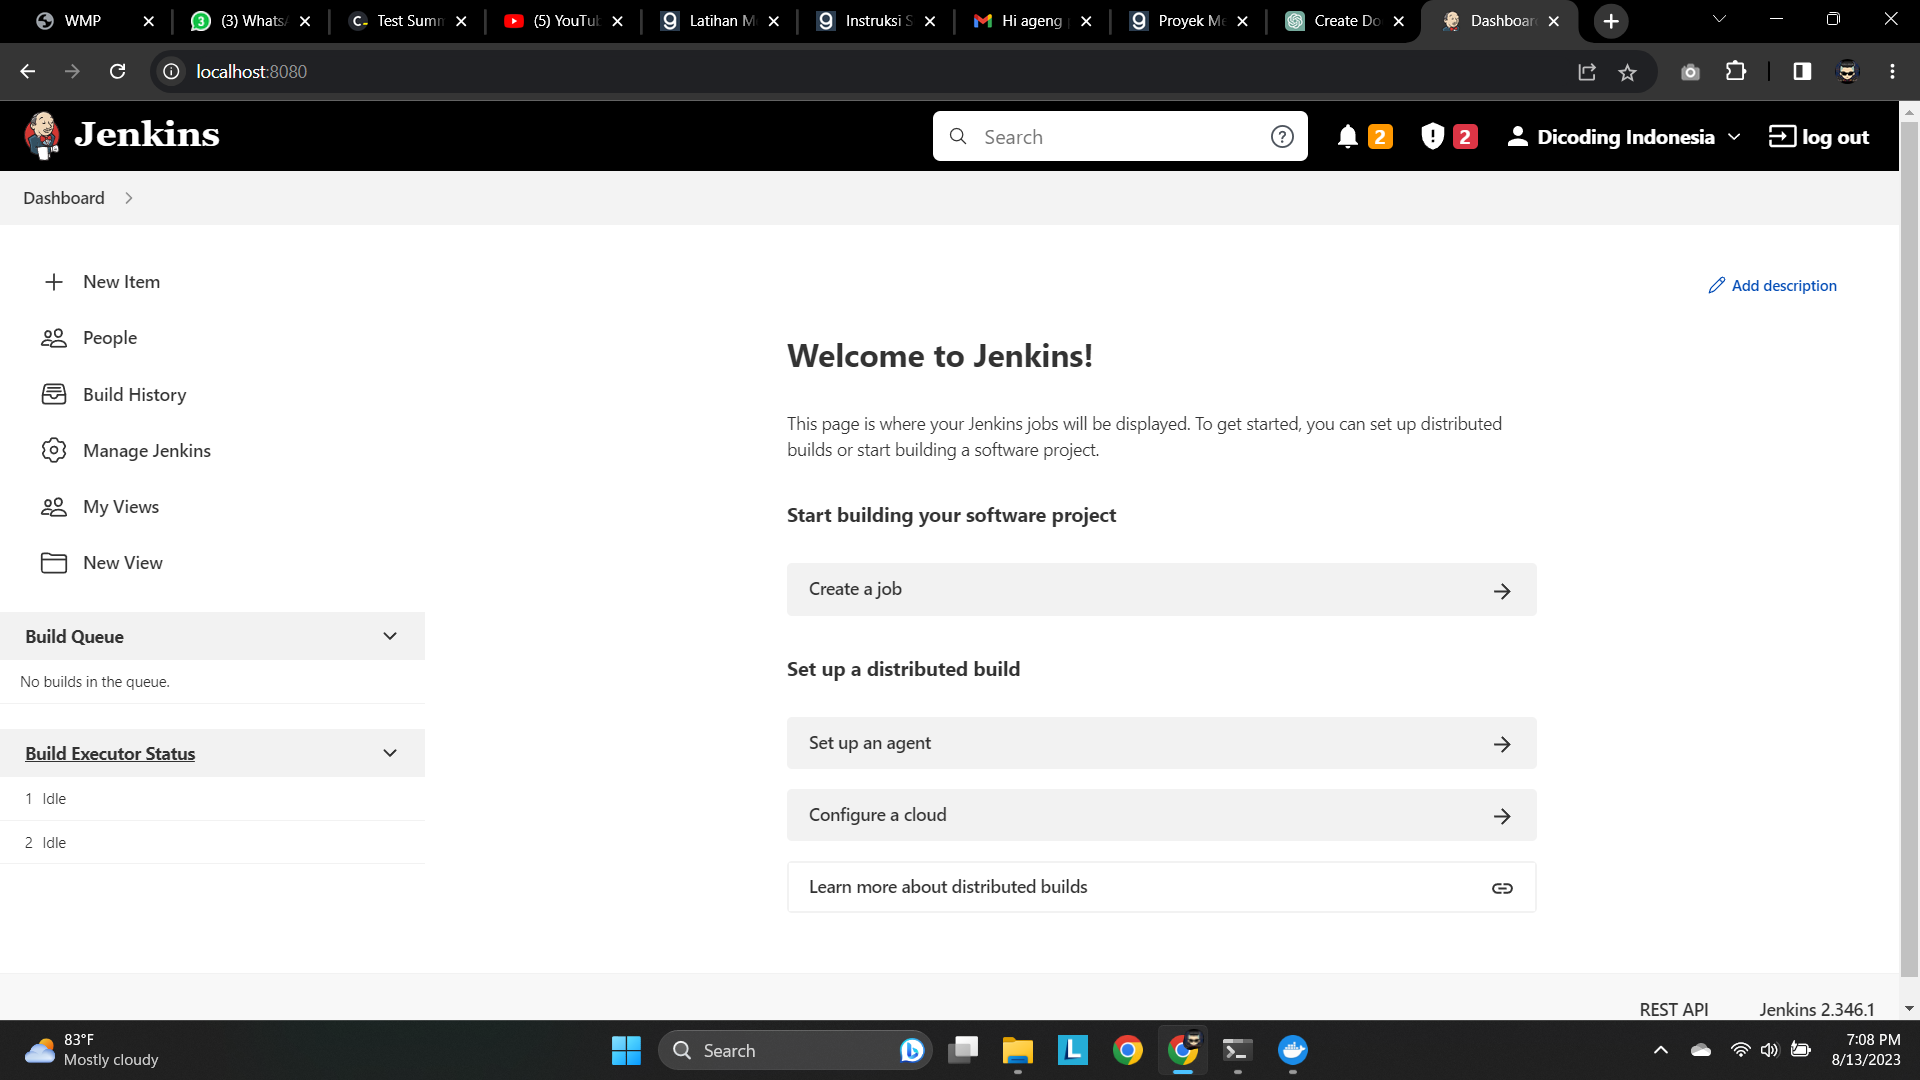 WMP
(3) Whats
Test Sum
(5) YouTub
Latihan M
Instruksi S
Hi ageng
Proyek Me
Create Do
Dashboar
localhost:8080
Jenkins
Search
2
2
Dicoding Indonesia
log out
Dashboard
New Item
Add description
People
Build History
Manage Jenkins
My Views
New View
Build Queue
No builds in the queue.
Build Executor Status
1 Idle
2 Idle
Welcome to Jenkins!
This page is where your Jenkins jobs will be displayed. To get started, you can set up distributed
builds or start building a software project.
Start building your software project
Create a job
Set up a distributed build
Set up an agent
Configure a cloud
Learn more about distributed builds
REST API
Jenkins 2.346.1
83°F
Mostly cloudy
Search
7:08 PM
8/13/2023